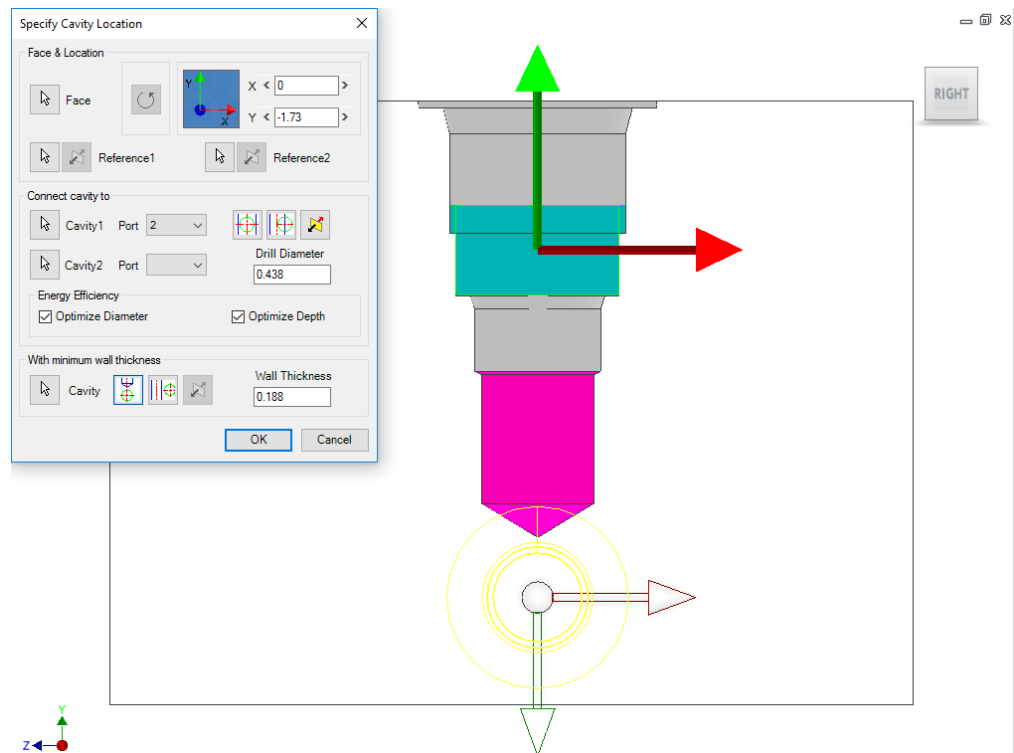 Specify Cavity Location
Face & Location
Face
Y
X
X < 0 >
Y < -1.73 >
Reference1
Reference2
Connect cavity to
Cavity1 Port 2
Cavity2 Port
Drill Diameter
0.438
Energy Efficiency
Optimize Diameter
Optimize Depth
With minimum wall thickness
Cavity
Wall Thickness
0.188
OK
Cancel
RIGHT
Y
Z